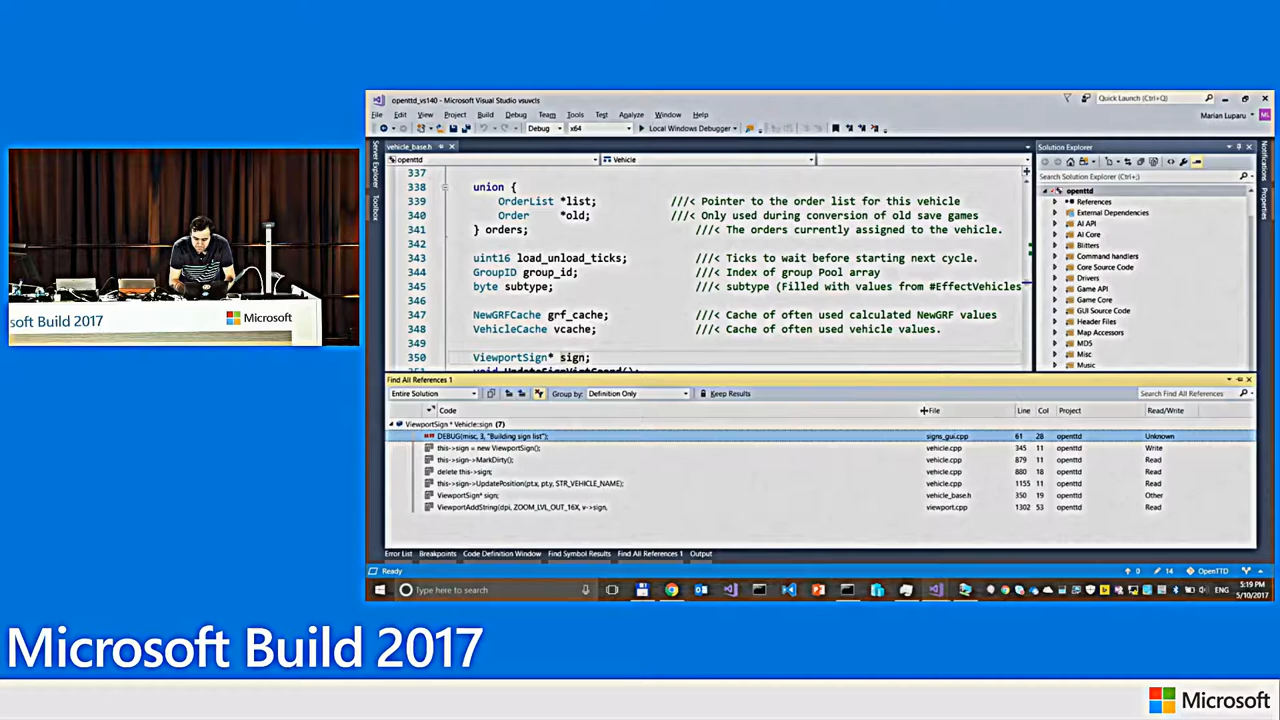 openttd_vs140 - Microsoft Visual Studio vsuvcls
Quick Launch (Ctrl+Q)
File Edit View Project Build Debug Team Tools Test Analyze Window Help
Marian Luparu
ML
Debug x64 Local Windows Debugger
Server Explorer
Toolbox
vehicle_base.h
openttd
Vehicle
337
338 union {
339 OrderList *list; ///< Pointer to the order list for this vehicle
340 Order *old; ///< Only used during conversion of old save games
341 } orders; ///< The orders currently assigned to the vehicle.
342
343 uint16 load_unload_ticks; ///< Ticks to wait before starting next cycle.
344 GroupID group_id; ///< Index of group Pool array
345 byte subtype; ///< subtype (Filled with values from #EffectVehicles
346
347 NewGRFCache grf_cache; ///< Cache of often used calculated NewGRF values
348 VehicleCache vcache; ///< Cache of often used vehicle values.
349
350 ViewportSign* sign;
void UpdateSignVirtCoord();
Solution Explorer
Search Solution Explorer (Ctrl+;)
openttd
References
External Dependencies
AI API
AI Core
Blitters
Command handlers
Core Source Code
Drivers
Game API
Game Core
GUI Source Code
Header Files
Map Accessors
MD5
Misc
Music
Notifications
Properties
Find All References 1
Entire Solution Group by: Definition Only Keep Results Search Find All References
Code File Line Col Project Read/Write
ViewportSign * Vehicle::sign (7)
DEBUG(misc, 3, "Building sign list"); signs_gui.cpp 61 28 openttd Unknown
this->sign = new ViewportSign(); vehicle.cpp 345 11 openttd Write
this->sign->MarkDirty(); vehicle.cpp 879 11 openttd Read
delete this->sign; vehicle.cpp 880 18 openttd Read
this->sign->UpdatePosition(pt.x, pt.y, STR_VEHICLE_NAME); vehicle.cpp 1155 11 openttd Read
ViewportSign* sign; vehicle_base.h 350 19 openttd Other
ViewportAddString(dpi, ZOOM_LVL_OUT_16X, v->sign, viewport.cpp 1302 53 openttd Read
Error List Breakpoints Code Definition Window Find Symbol Results Find All References 1 Output
Ready 0 14 OpenTTD
Type here to search
ENG
5:19 PM
5/10/2017
soft Build 2017
Microsoft
Microsoft Build 2017
Microsoft